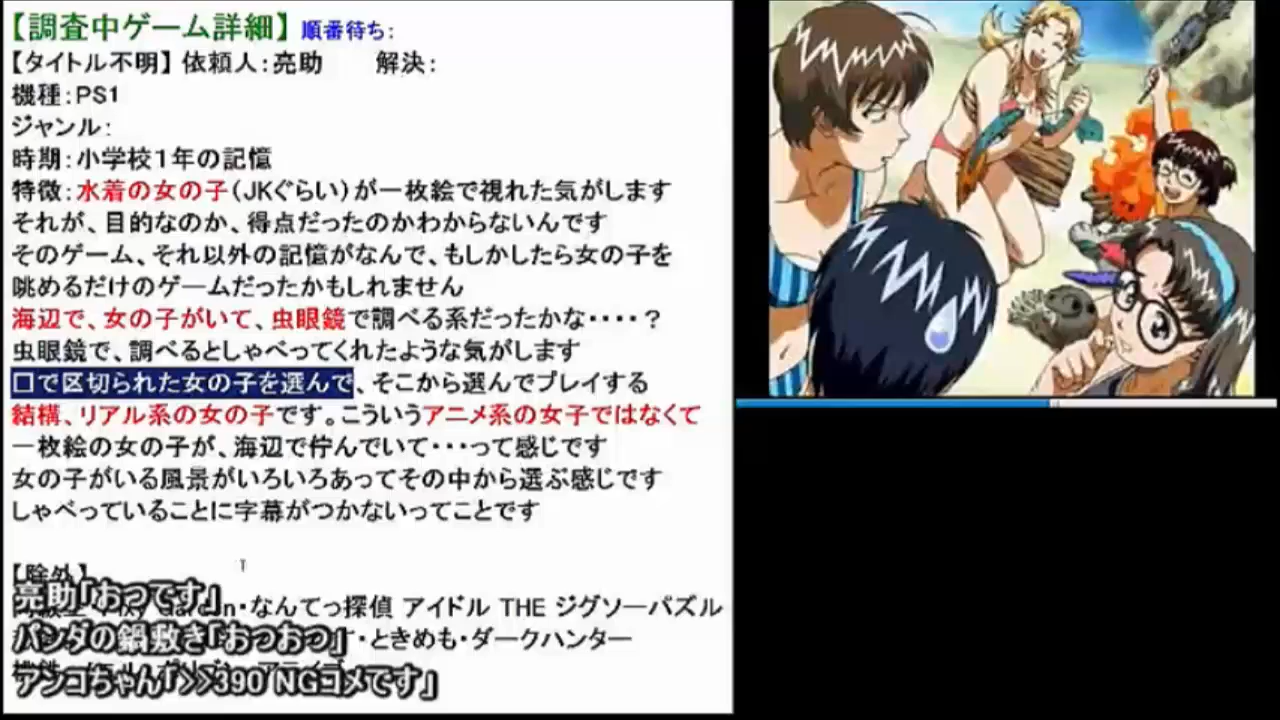 【調査中ゲーム詳細】 順番待ち:
【タイトル不明】 依頼人:亮助 解決:
機種:PS1
ジャンル:
時期:小学校1年の記憶
特徴:水着の女の子(JKぐらい)が一枚絵で視れた気がします
それが、目的なのか、得点だったのかわからないんです
そのゲーム、それ以外の記憶がなんで、もしかしたら女の子を
眺めるだけのゲームだったかもしれません
海辺で、女の子がいて、虫眼鏡で調べる系だったかな・・・・?
虫眼鏡で、調べるとしゃべってくれたような気がします
口で区切られた女の子を選んで、そこから選んでプレイする
結構、リアル系の女の子です。こういうアニメ系の女子ではなくて
一枚絵の女の子が、海辺で佇んでいて・・・って感じです
女の子がいる風景がいろいろあってその中から選ぶ感じです
しゃべっていることに字幕がつかないってことです
【除外】
亮助「おつです」
・なんてっ探偵 アイドル THE ジグソーパズル
パンダの鍋敷き「おつおつ」
・ときめも・ダークハンター
アンコちゃん「>>390 NGコメです」